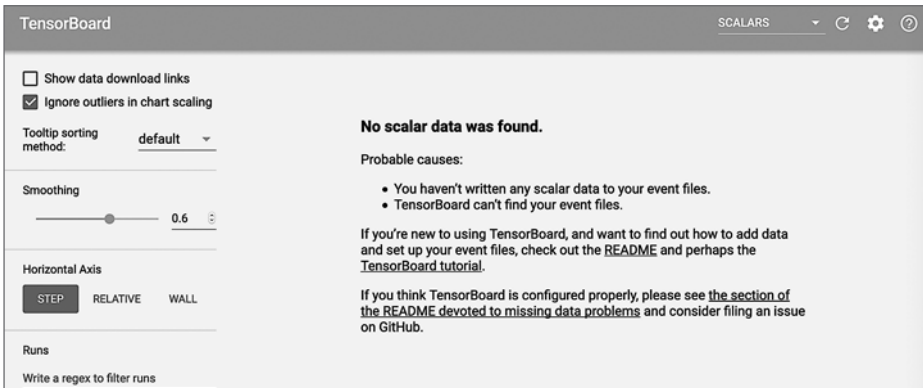 TensorBoard
SCALARS
Show data download links
Ignore outliers in chart scaling
Tooltip sorting
method:
default
Smoothing
0.6
Horizontal Axis
STEP RELATIVE WALL
Runs
Write a regex to filter runs
No scalar data was found.
Probable causes:
• You haven't written any scalar data to your event files.
• TensorBoard can't find your event files.
If you're new to using TensorBoard, and want to find out how to add data
and set up your event files, check out the README and perhaps the
TensorBoard tutorial.
If you think TensorBoard is configured properly, please see the section of
the README devoted to missing data problems and consider filing an issue
on GitHub.